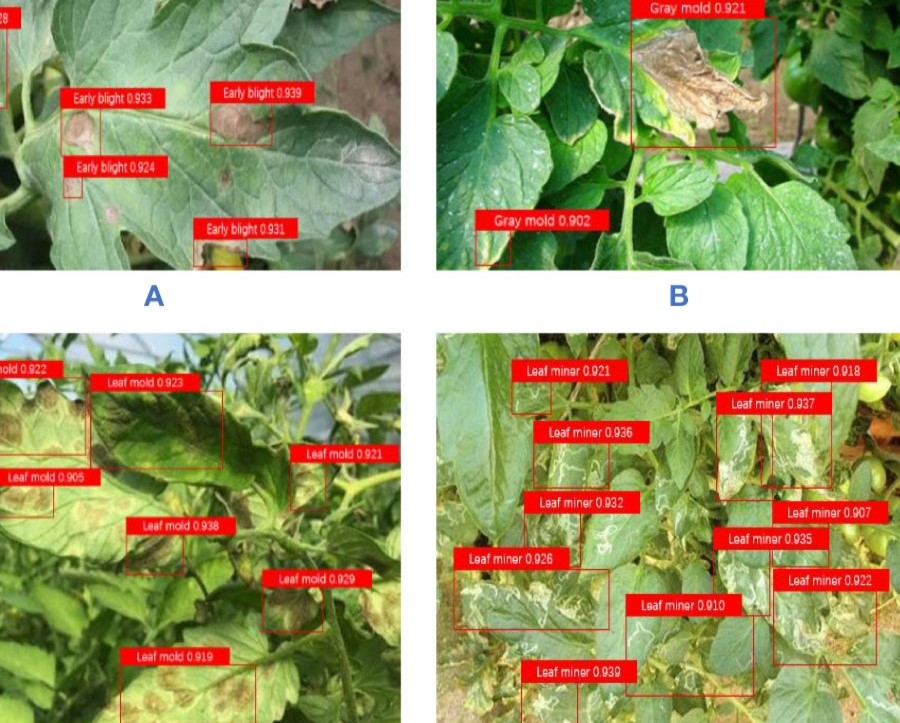 28
Early blight 0.933
Early blight 0.939
Early blight 0.924
Early blight 0.931
Gray mold 0.921
Gray mold 0.902
A
B
old 0.922
Leaf mold 0.923
Leaf mold 0.921
Leaf mold 0.905
Leaf mold 0.938
Leaf mold 0.929
Leaf mold 0.919
Leaf miner 0.921
Leaf miner 0.918
Leaf miner 0.937
Leaf miner 0.936
Leaf miner 0.932
Leaf miner 0.907
Leaf miner 0.935
Leaf miner 0.926
Leaf miner 0.922
Leaf miner 0.910
Leaf miner 0.939